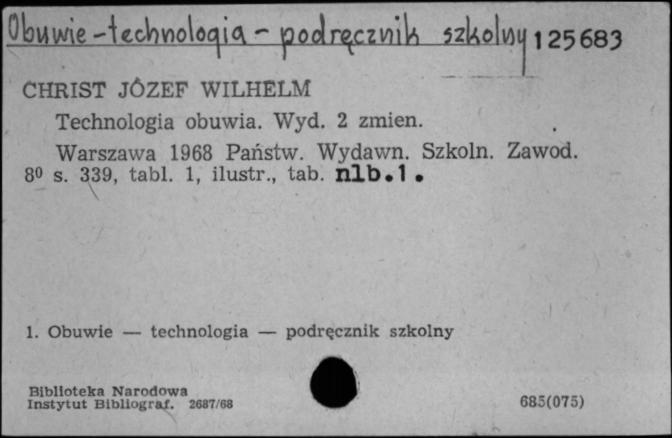 Obuwie - technologia - podręcznik szkolny 125683
CHRIST JÓZEF WILHELM
Technologia obuwia. Wyd. 2 zmien.
Warszawa 1968 Państw. Wydawn. Szkoln. Zawod.
8⁰ s. 339, tabl. 1, ilustr., tab. nlb.1.
1. Obuwie — technologia — podręcznik szkolny
Biblioteka Narodowa
Instytut Bibliograf. 2687/68
685(075)